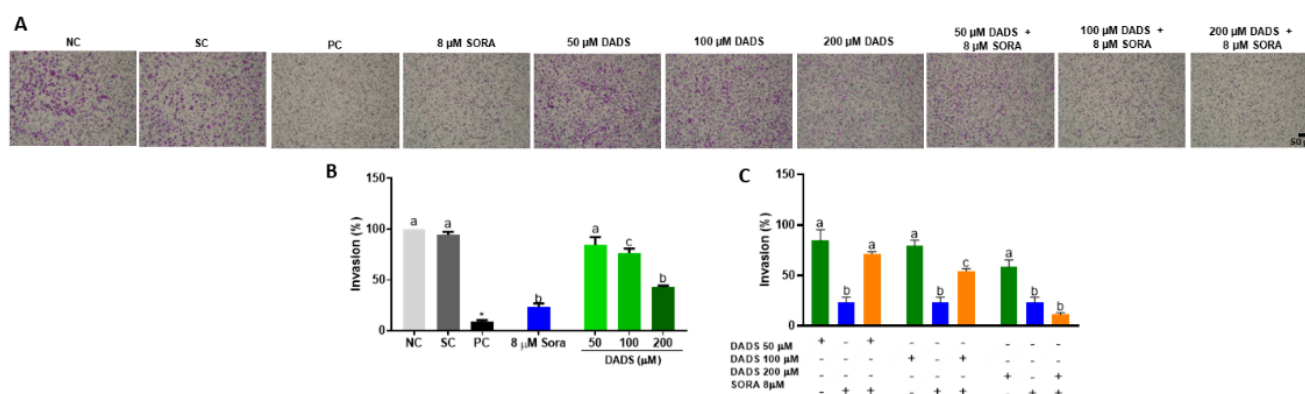 A
NC SC PC 8 µM SORA 50 µM DADS 100 µM DADS 200 µM DADS 50 µM DADS + 8 µM SORA 100 µM DADS + 8 µM SORA 200 µM DADS + 8 µM SORA
50
B
Invasion (%)
150
100
50
0
a a * b a c b
NC SC PC 8 µM Sora 50 100 200
DADS (µM)
C
Invasion (%)
150
100
50
0
a b a a b c a b b
DADS 50 µM + - + - - - - - -
DADS 100 µM - - - + - + - - -
DADS 200 µM - - - - - - + - +
SORA 8µM - + + - + + - + +